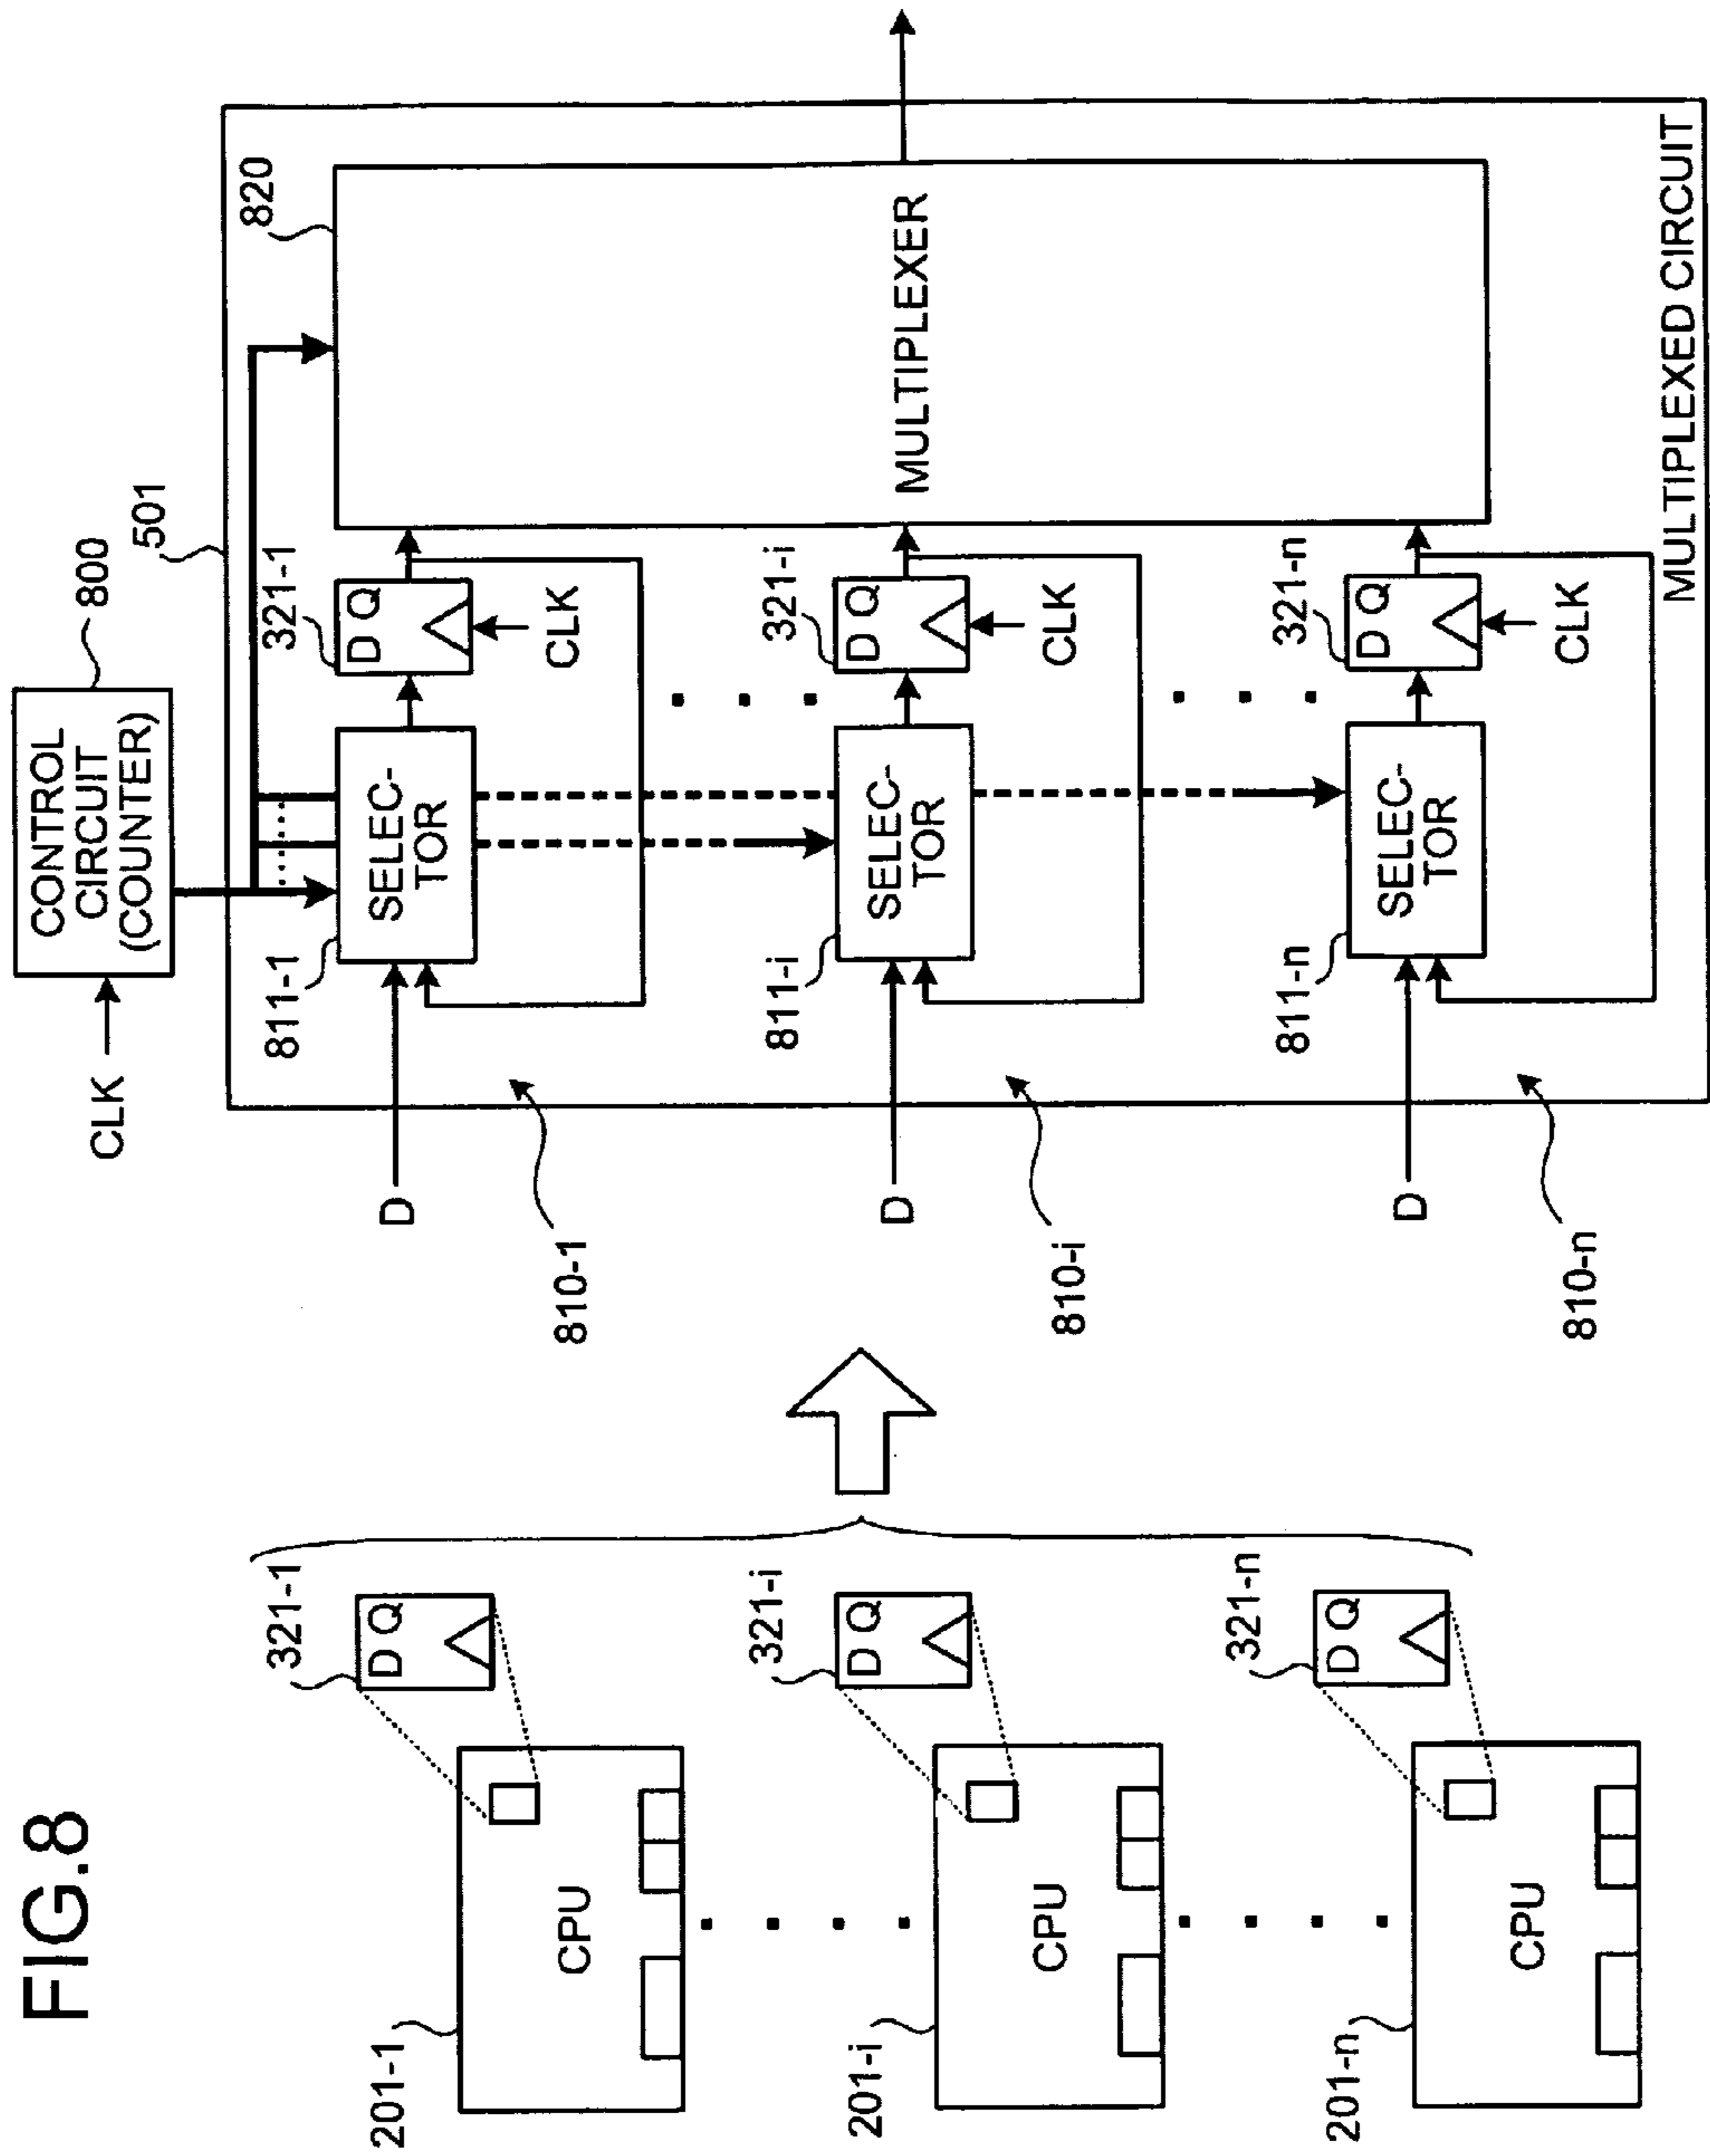 FIG.8
201-1
CPU
321-1
D Q
201-i
CPU
321-i
D Q
201-n
CPU
321-n
D Q
CLK
CONTROL
CIRCUIT
(COUNTER)
800
501
810-1
D
811-1
SELEC-
TOR
321-1
D Q
CLK
810-i
D
811-i
SELEC-
TOR
321-i
D Q
CLK
810-n
D
811-n
SELEC-
TOR
321-n
D Q
CLK
820
MULTIPLEXER
MULTIPLEXED CIRCUIT